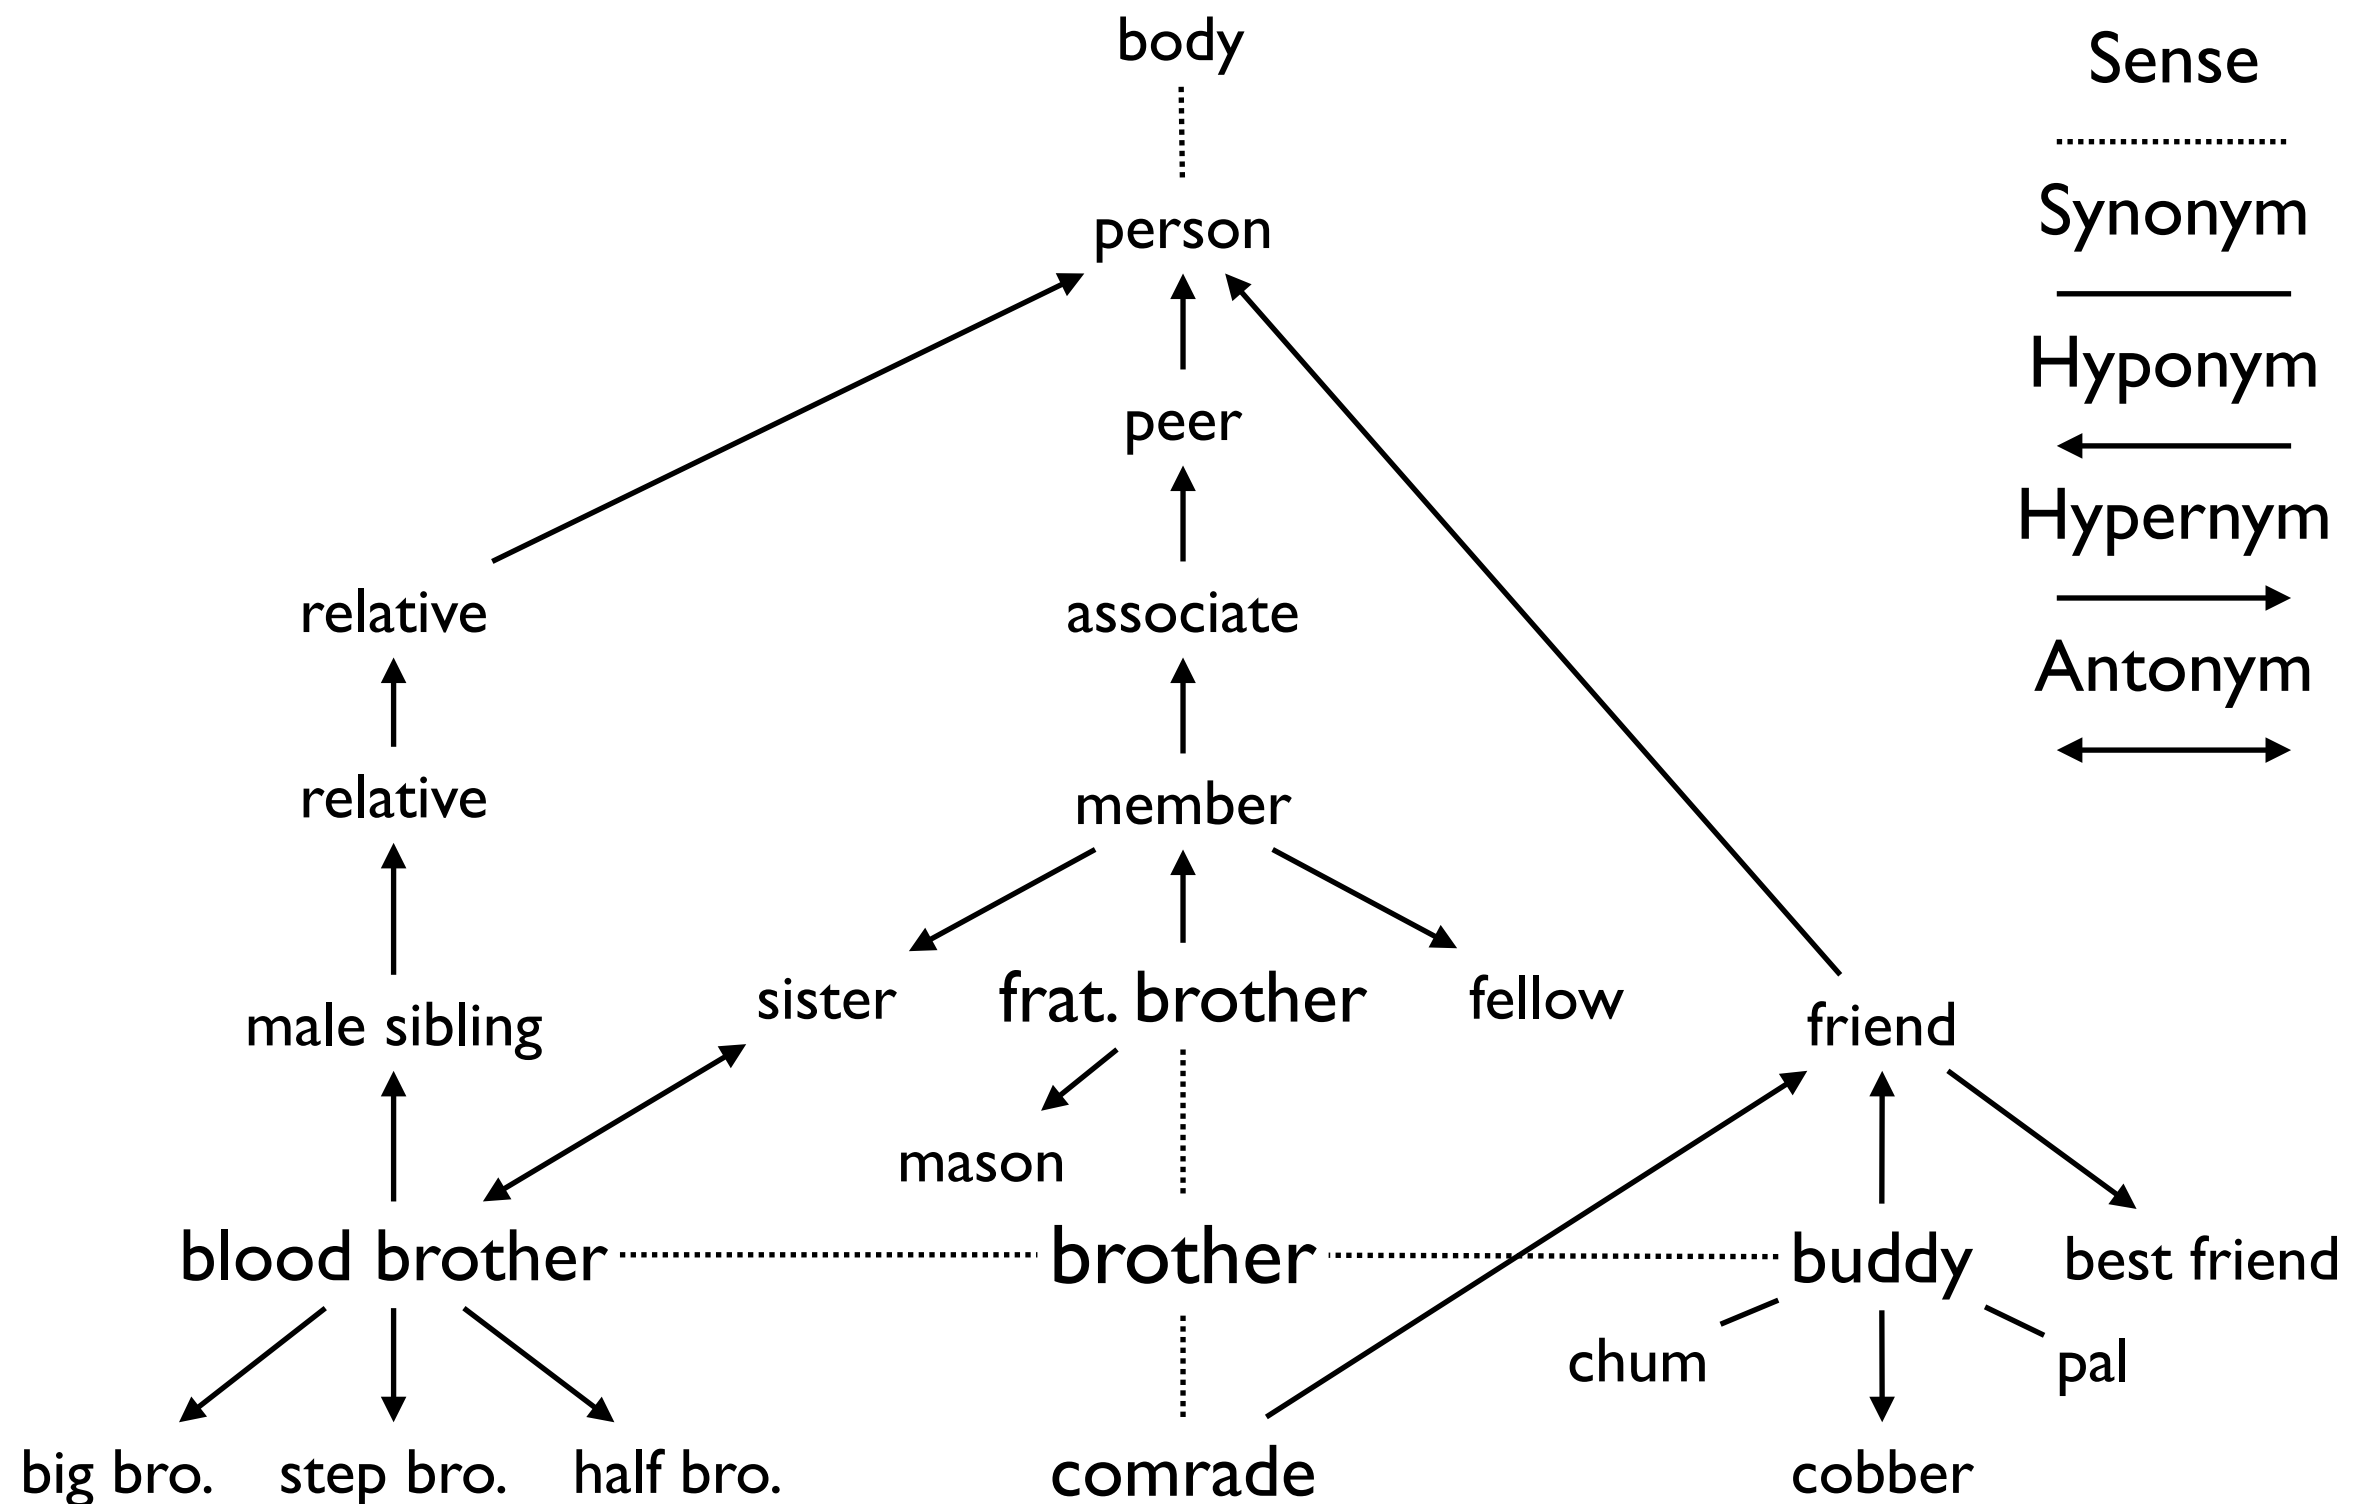 body
Sense
Synonym
person
Hyponym
peer
Hypernym
relative
associate
Antonym
relative
member
male sibling
sister
frat. brother
fellow
friend
mason
blood brother
brother
buddy
best friend
chum
pal
big bro.
step bro.
half bro.
comrade
cobber